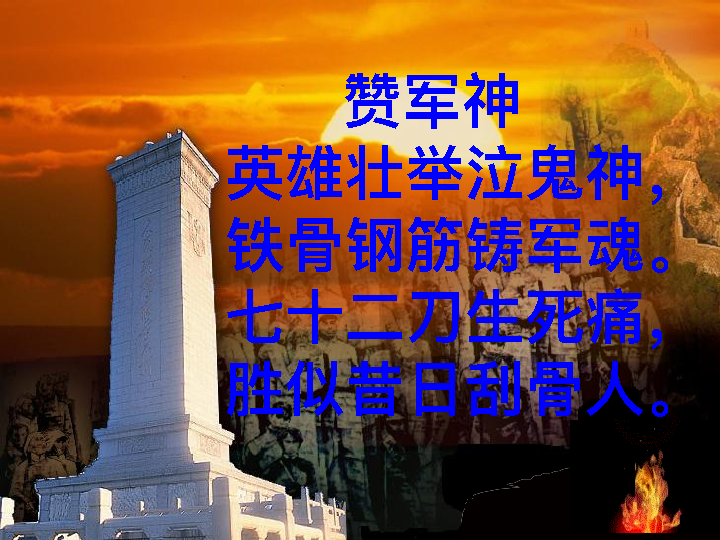 赞军神
英雄壮举泣鬼神，
铁骨钢筋铸军魂。
七十二刀生死痛，
胜似昔日刮骨人。